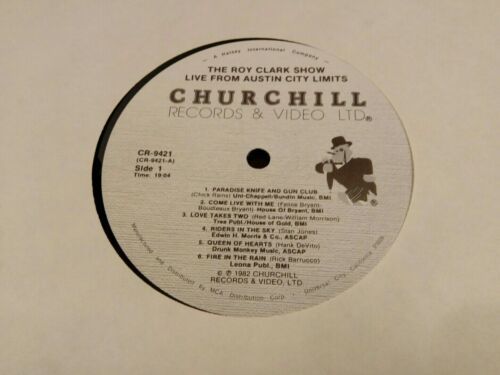 - A Halsey International Company -
THE ROY CLARK SHOW
LIVE FROM AUSTIN CITY LIMITS
CHURCHILL
RECORDS & VIDEO LTD®
CR-9421
(CR-9421-A)
Side 1
Time: 19:04
®
1. PARADISE KNIFE AND GUN CLUB
(Chick Rains) Uni-Chappell/Bundin Music, BMI
2. COME LIVE WITH ME (Felice Bryant-
Boudleaux Bryant) House Of Bryant, BMI
3. LOVE TAKES TWO (Red Lane/William Morrison)
Tree Publ./House of Gold, BMI
4. RIDERS IN THE SKY (Stan Jones)
Edwin H. Morris & Co., ASCAP
5. QUEEN OF HEARTS (Hank DeVito)
Drunk Monkey Music, ASCAP
6. FIRE IN THE RAIN (Rick Barrucco)
Leona Publ., BMI
© ℗ 1982 CHURCHILL
RECORDS & VIDEO, LTD.
Manufactured and Distributed by MCA Distribution Corp. - Universal City, California